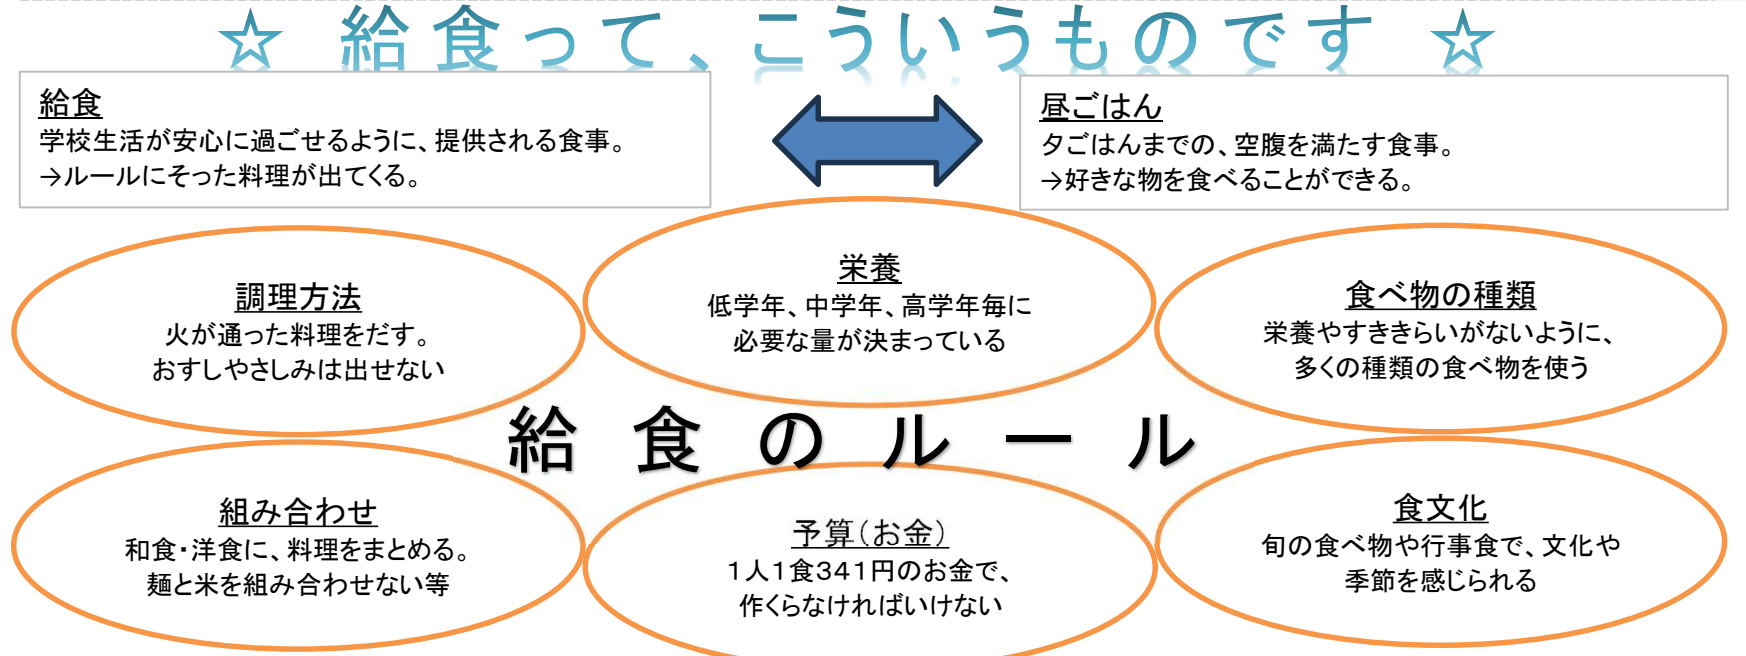 ☆ 給食って、こういうものです ☆
給食
学校生活が安心に過ごせるように、提供される食事。
→ルールにそった料理が出てくる。
昼ごはん
夕ごはんまでの、空腹を満たす食事。
→好きな物を食べることができる。
調理方法
火が通った料理をだす。
おすしやさしみは出せない
栄養
低学年、中学年、高学年毎に
必要な量が決まっている
食べ物の種類
栄養やすききらいがないように、
多くの種類の食べ物を使う
給食のルール
組み合わせ
和食・洋食に、料理をまとめる。
麺と米を組み合わせない等
予算(お金)
1人1食341円のお金で、
作くらなければいけない
食文化
旬の食べ物や行事食で、文化や
季節を感じられる